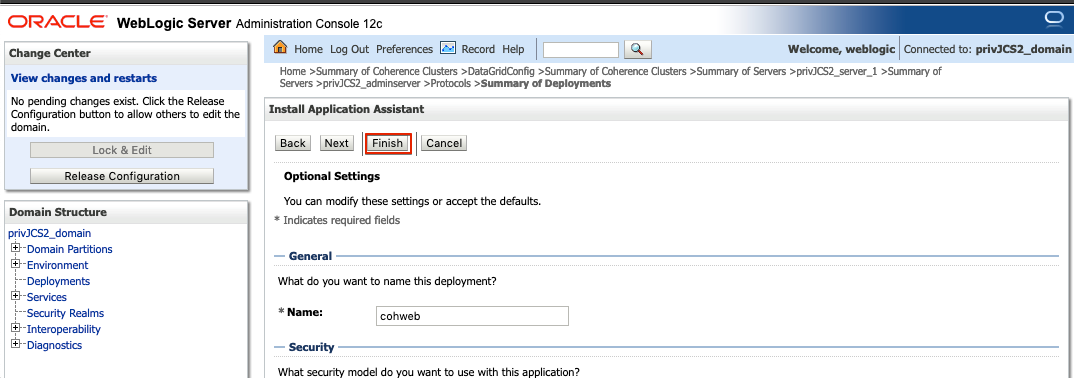 ORACLE® WebLogic Server Administration Console 12c
Change Center
View changes and restarts
No pending changes exist. Click the Release
Configuration button to allow others to edit the
domain.
Lock & Edit
Release Configuration
Domain Structure
privJCS2_domain
Domain Partitions
Environment
Deployments
Services
Security Realms
Interoperability
Diagnostics
Home Log Out Preferences Record Help
Welcome, weblogic Connected to: privJCS2_domain
Home >Summary of Coherence Clusters >DataGridConfig >Summary of Coherence Clusters >Summary of Servers >privJCS2_server_1 >Summary of
Servers >privJCS2_adminserver >Protocols >Summary of Deployments
Install Application Assistant
Back Next Finish Cancel
Optional Settings
You can modify these settings or accept the defaults.
* Indicates required fields
General
What do you want to name this deployment?
* Name: cohweb
Security
What security model do you want to use with this application?